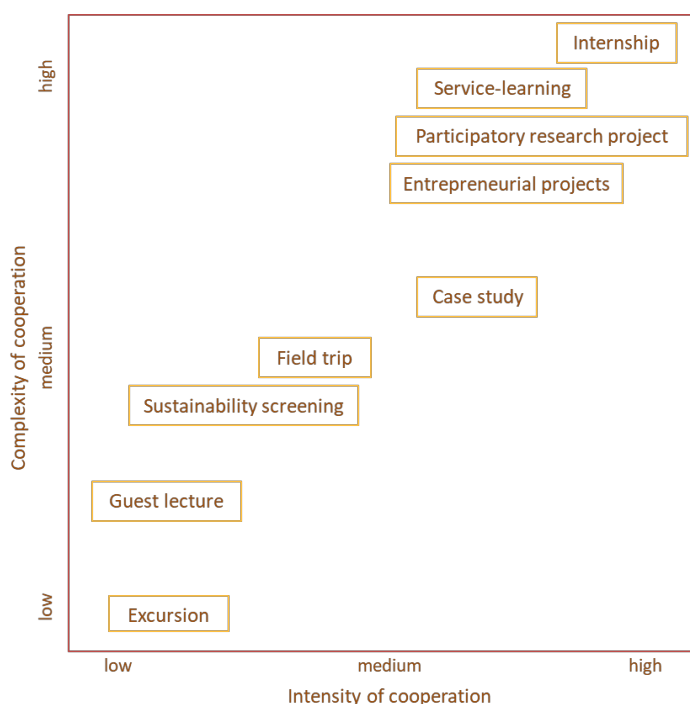 high
Internship
Service-learning
Participatory research project
Entrepreneurial projects
Complexity of cooperation
medium
Case study
Field trip
Sustainability screening
Guest lecture
low
Excursion
low medium high
Intensity of cooperation